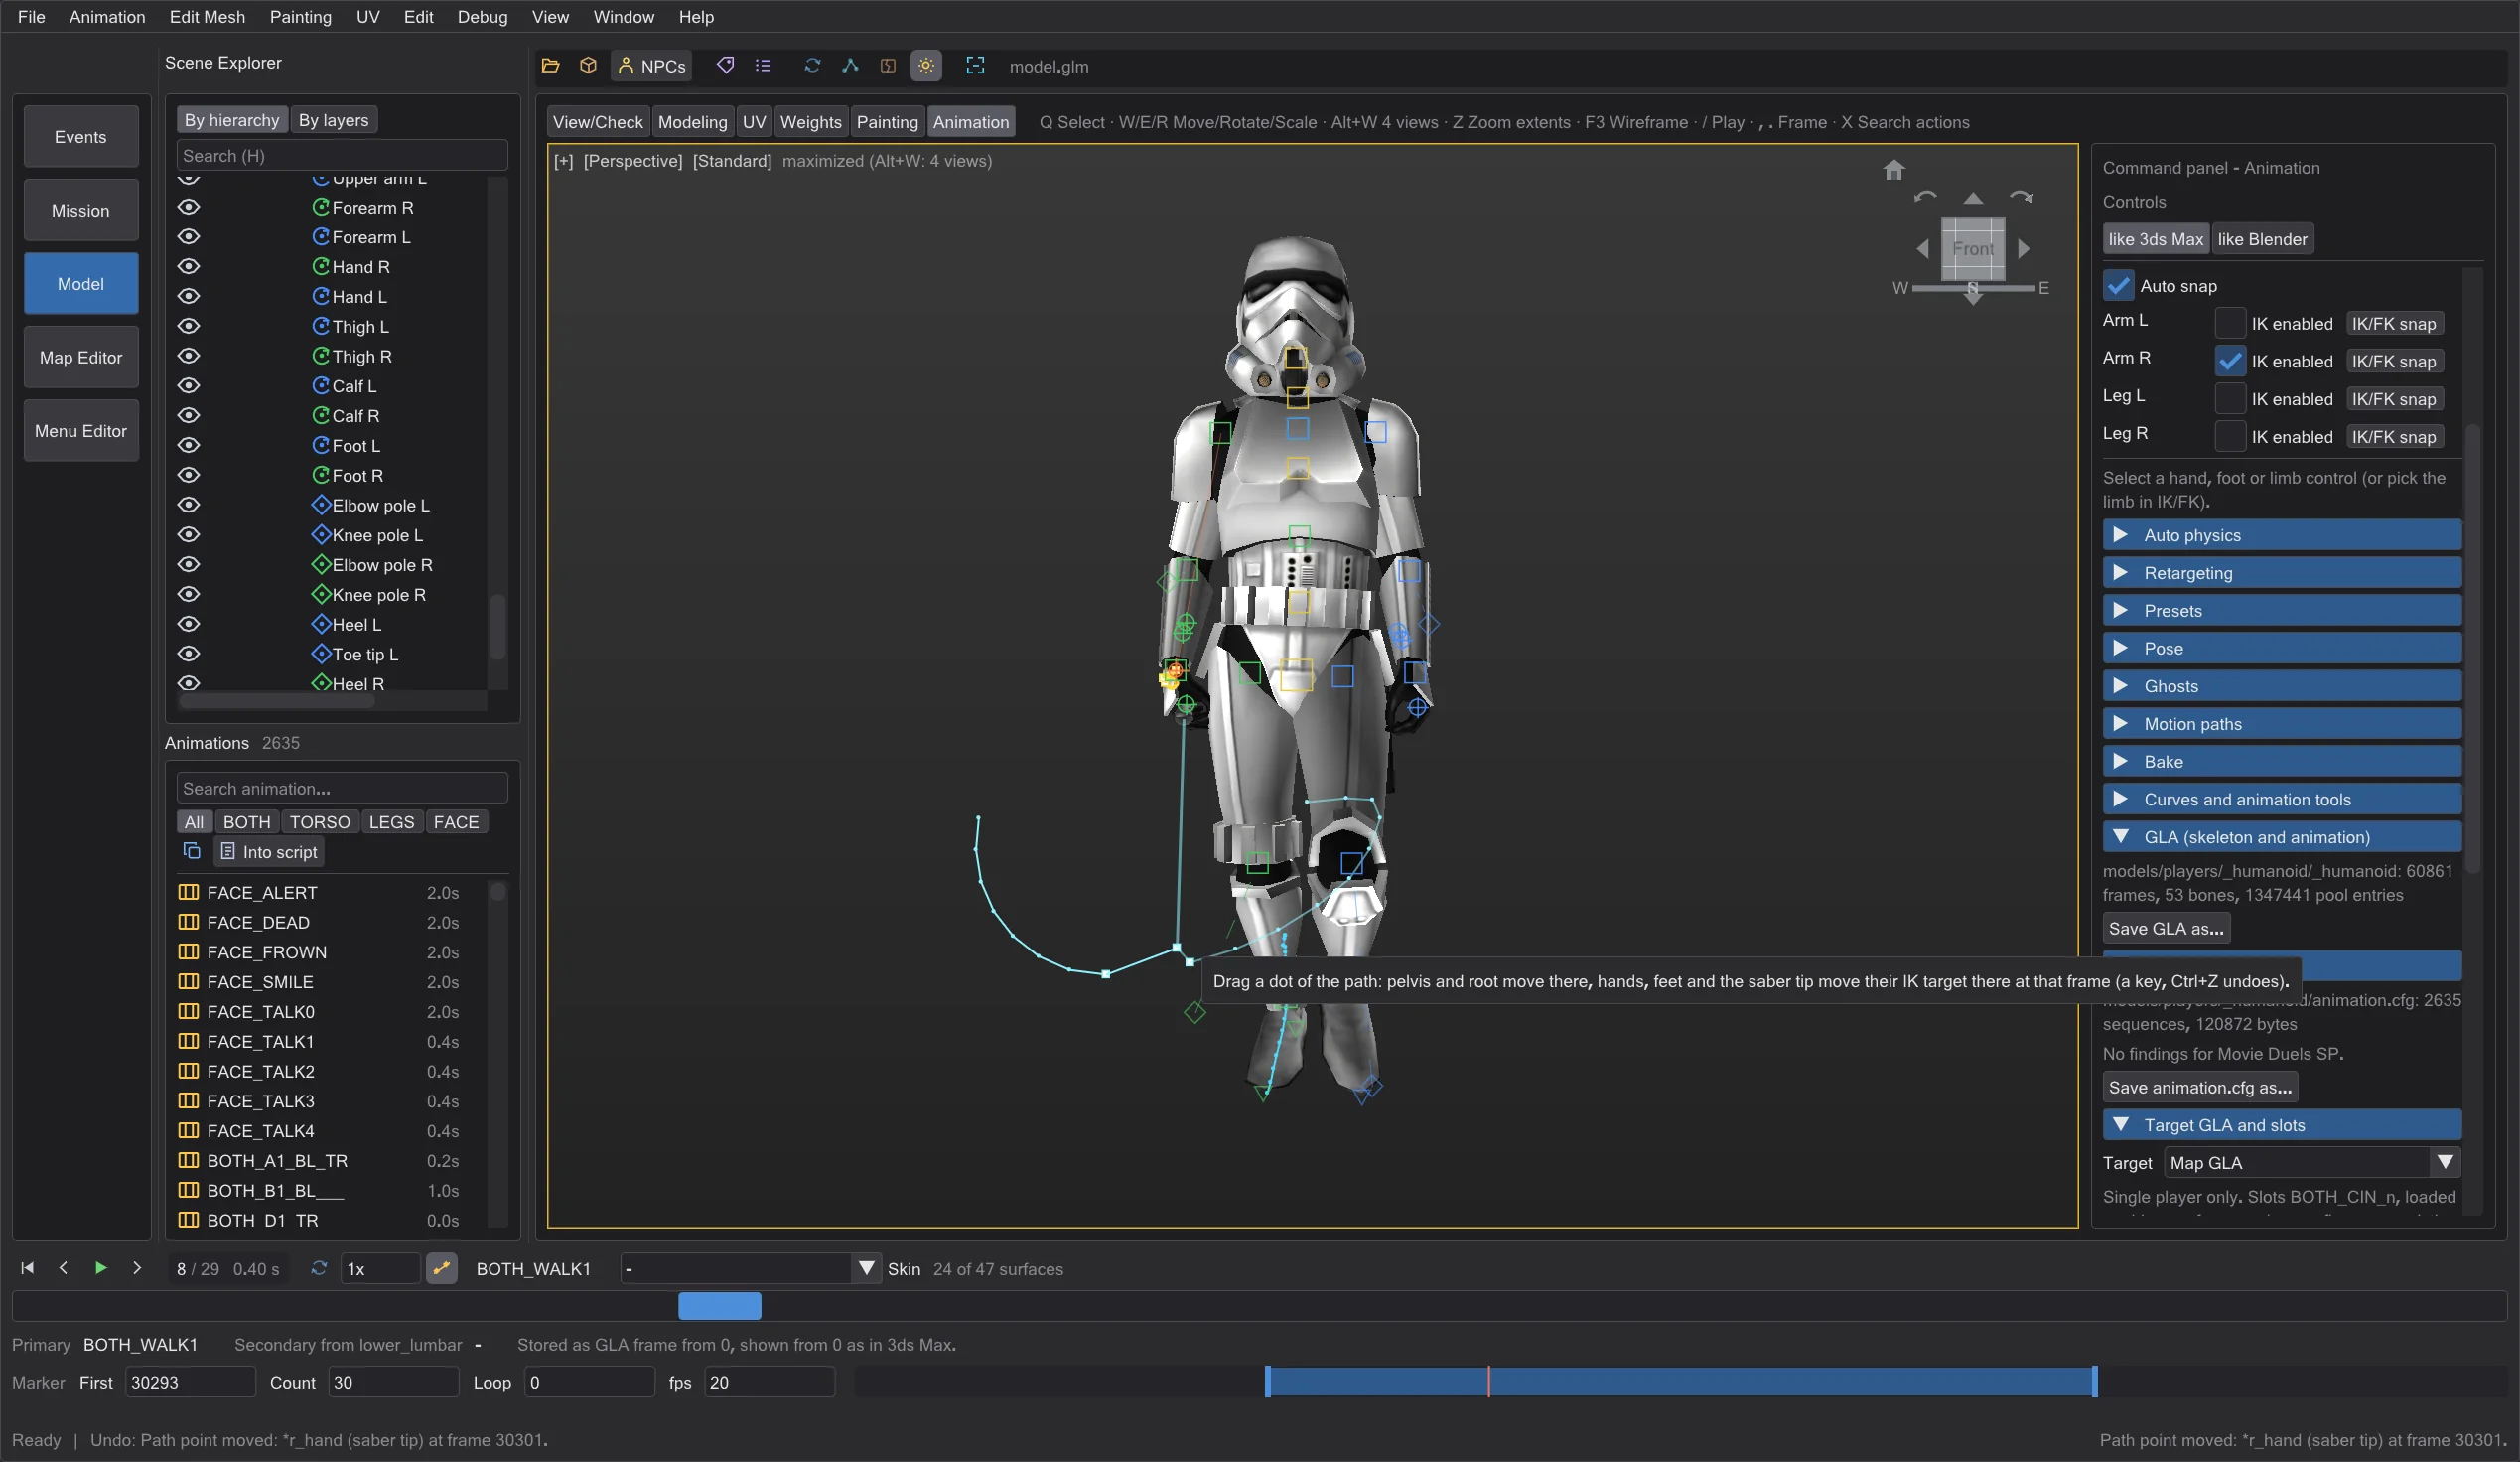 File Animation Edit Mesh Painting UV Edit Debug View Window Help
Scene Explorer
NPCs model.glm
Events
Mission
Model
Map Editor
Menu Editor
By hierarchy By layers
Search (H)
Upper arm L
Forearm R
Forearm L
Hand R
Hand L
Thigh L
Thigh R
Calf L
Calf R
Foot L
Foot R
Elbow pole L
Knee pole L
Elbow pole R
Knee pole R
Heel L
Toe tip L
Heel R
Animations 2635
Search animation...
All BOTH TORSO LEGS FACE
Into script
FACE_ALERT 2.0s
FACE_DEAD 2.0s
FACE_FROWN 2.0s
FACE_SMILE 2.0s
FACE_TALK0 2.0s
FACE_TALK1 0.4s
FACE_TALK2 0.4s
FACE_TALK3 0.4s
FACE_TALK4 0.4s
BOTH_A1_BL_TR 0.2s
BOTH_B1_BL___ 1.0s
BOTH_D1_TR 0.0s
View/Check Modeling UV Weights Painting Animation Q Select · W/E/R Move/Rotate/Scale · Alt+W 4 views · Z Zoom extents · F3 Wireframe · / Play · , . Frame · X Search actions
[+] [Perspective] [Standard] maximized (Alt+W: 4 views)
Front
W S E
Drag a dot of the path: pelvis and root move there, hands, feet and the saber tip move their IK target there at that frame (a key, Ctrl+Z undoes).
Command panel - Animation
Controls
like 3ds Max like Blender
Auto snap
Arm L IK enabled IK/FK snap
Arm R IK enabled IK/FK snap
Leg L IK enabled IK/FK snap
Leg R IK enabled IK/FK snap
Select a hand, foot or limb control (or pick the
limb in IK/FK).
Auto physics
Retargeting
Presets
Pose
Ghosts
Motion paths
Bake
Curves and animation tools
GLA (skeleton and animation)
models/players/_humanoid/_humanoid: 60861
frames, 53 bones, 1347441 pool entries
Save GLA as...
models/players/_humanoid/animation.cfg: 2635
sequences, 120872 bytes
No findings for Movie Duels SP.
Save animation.cfg as...
Target GLA and slots
Target Map GLA
Single player only. Slots BOTH_CIN_n, loaded
8 / 29 0.40 s 1x BOTH_WALK1 - Skin 24 of 47 surfaces
Primary BOTH_WALK1 Secondary from lower_lumbar - Stored as GLA frame from 0, shown from 0 as in 3ds Max.
Marker First 30293 Count 30 Loop 0 fps 20
Ready | Undo: Path point moved: *r_hand (saber tip) at frame 30301. Path point moved: *r_hand (saber tip) at frame 30301.